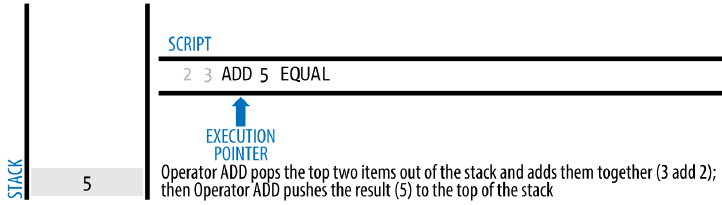 SCRIPT
2 3 ADD 5 EQUAL
EXECUTION
POINTER
STACK
5
Operator ADD pops the top two items out of the stack and adds them together (3 add 2);
then Operator ADD pushes the result (5) to the top of the stack